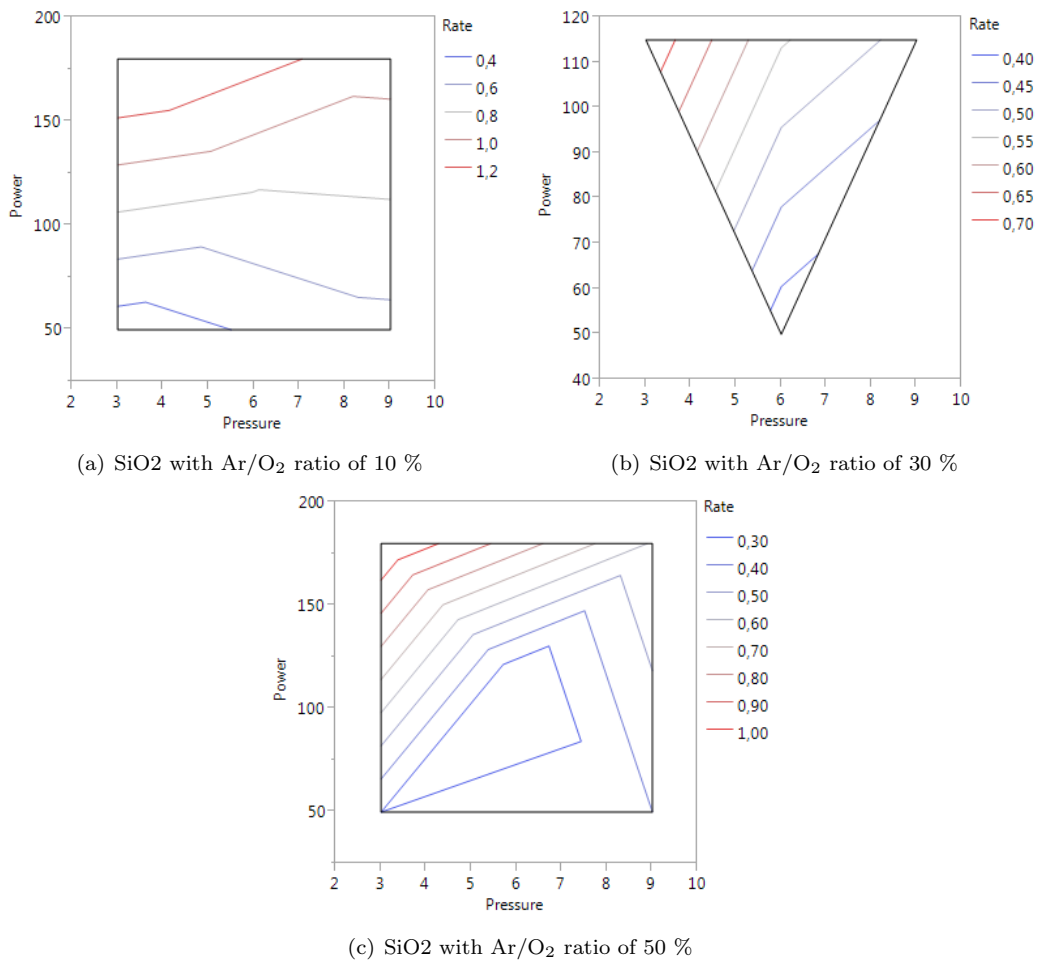 200
150
100
50
Power
2 3 4 5 6 7 8 9 10
Pressure
Rate
0,4
0,6
0,8
1,0
1,2
(a) SiO2 with Ar/O₂ ratio of 10 %
120
110
100
90
80
70
60
50
40
Power
2 3 4 5 6 7 8 9 10
Pressure
Rate
0,40
0,45
0,50
0,55
0,60
0,65
0,70
(b) SiO2 with Ar/O₂ ratio of 30 %
200
150
100
50
Power
2 3 4 5 6 7 8 9 10
Pressure
Rate
0,30
0,40
0,50
0,60
0,70
0,80
0,90
1,00
(c) SiO2 with Ar/O₂ ratio of 50 %